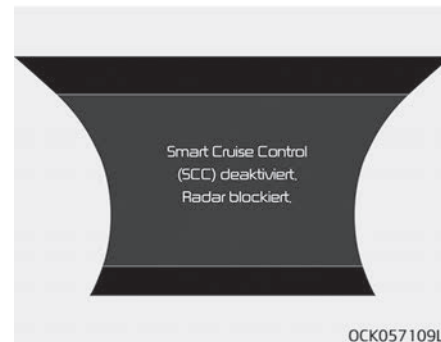 Smart Cruise Control
(SCC) deaktiviert.
Radar blockiert.
OCK057109L